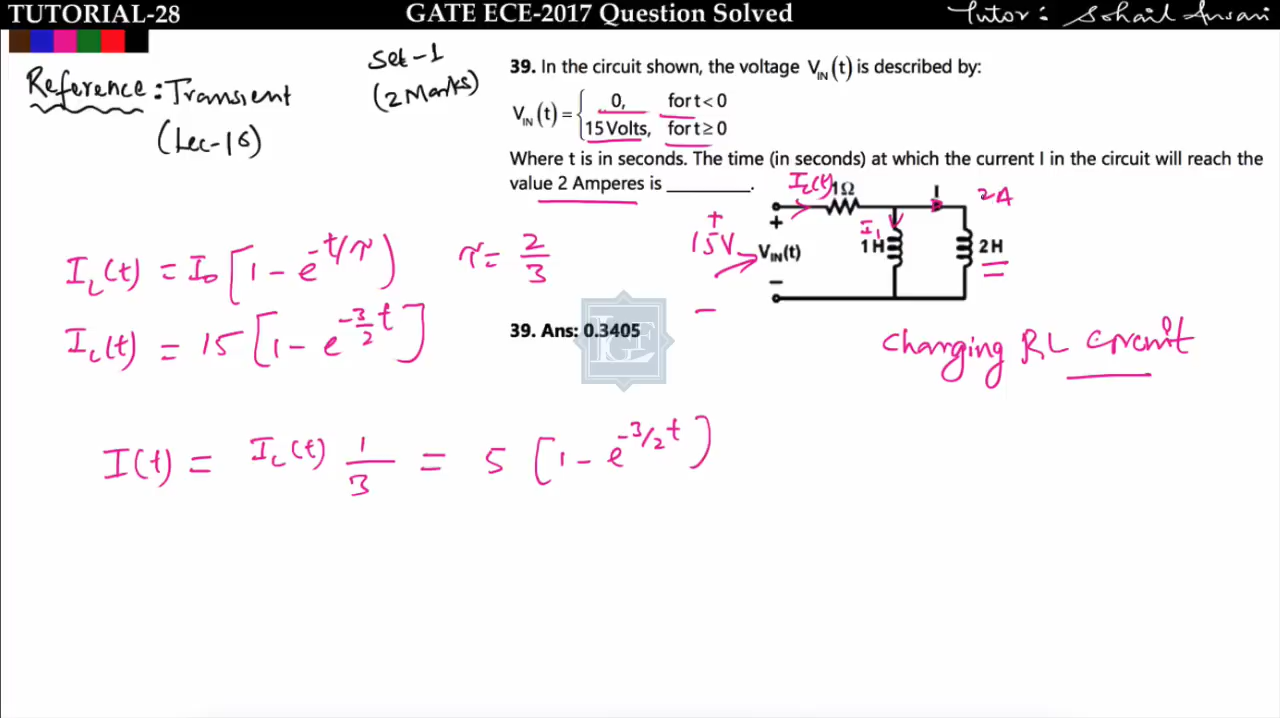 TUTORIAL-28
GATE ECE-2017 Question Solved
Tutor: Sohail Ansari
Reference: Transient
(Lec-16)
Set-1
(2 Marks)
39. In the circuit shown, the voltage V_IN(t) is described by:
V_IN(t) = { 0, for t < 0
15 Volts, for t ≥ 0
Where t is in seconds. The time (in seconds) at which the current I in the circuit will reach the
value 2 Amperes is ________.
I_L(t) 1Ω I 2A
+ 15V −
+ V_IN(t) −
I_1 1H
2H
I_L(t) = I_0 [1 - e^{-t/τ}) τ = 2/3
I_L(t) = 15 [1 - e^{-3/2 t}]
39. Ans: 0.3405
Changing RL Circuit
I(t) = I_L(t) 1/3 = 5 [1 - e^{-3/2 t})